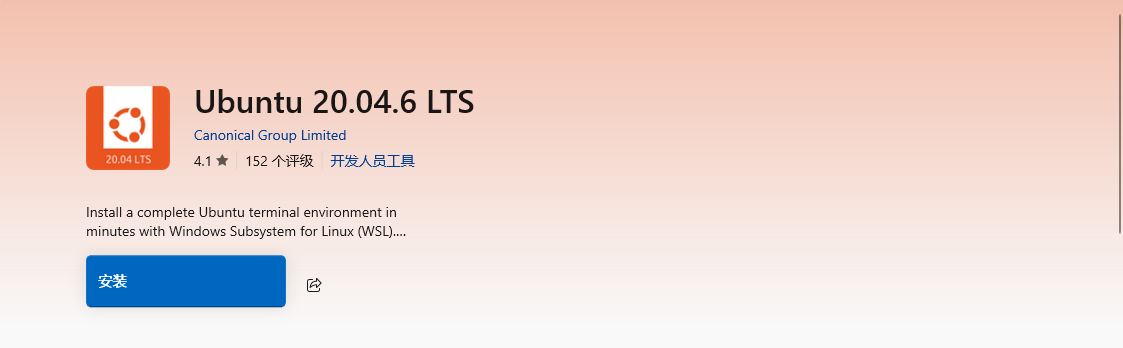 Ubuntu 20.04.6 LTS
Canonical Group Limited
4.1 ★ 152 个评级 开发人员工具
20.04 LTS
Install a complete Ubuntu terminal environment in
minutes with Windows Subsystem for Linux (WSL)....
安装